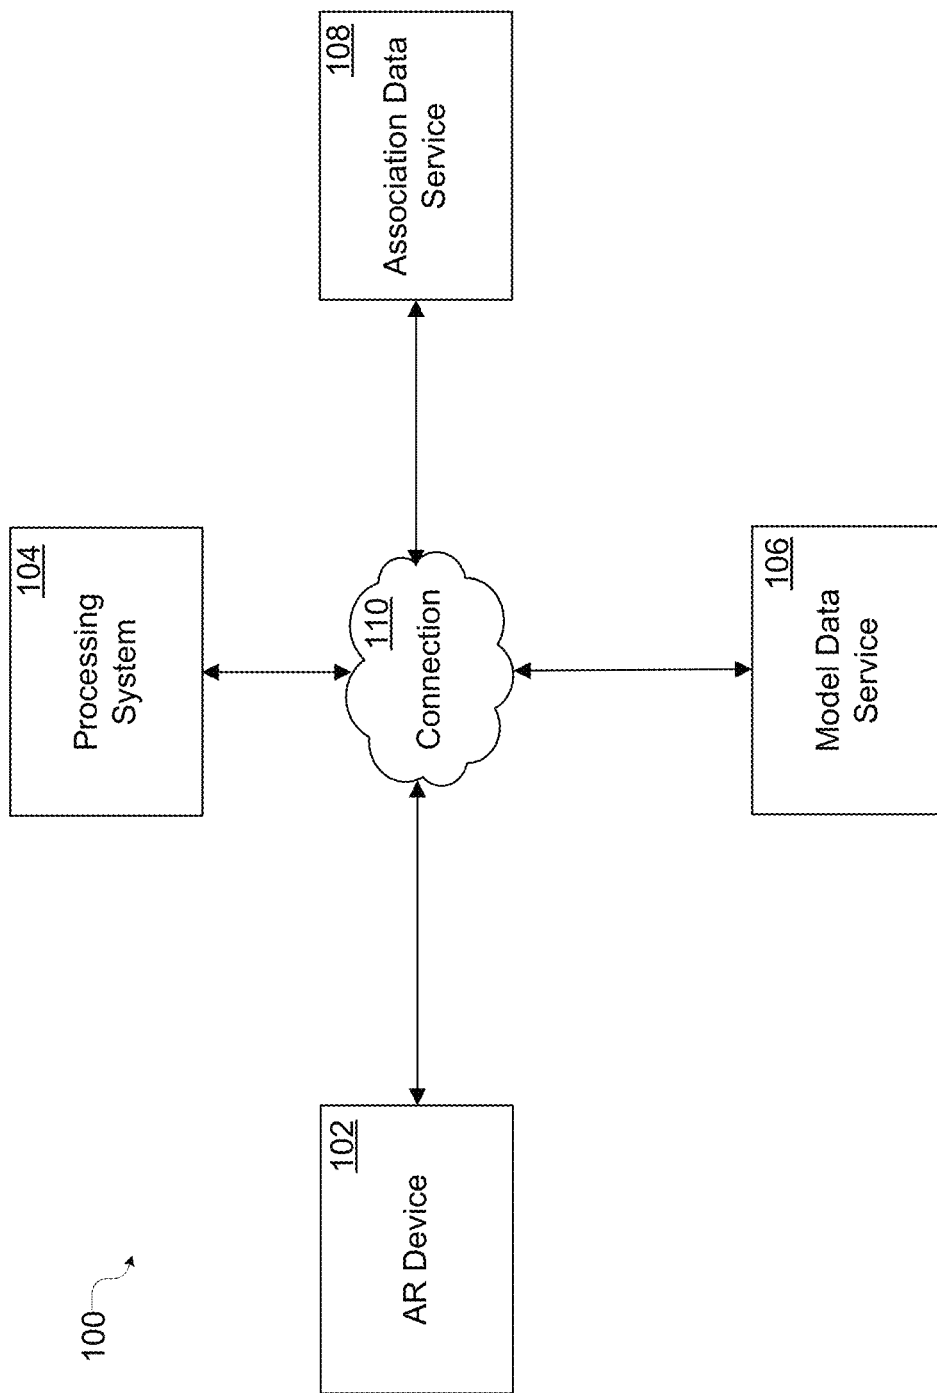 100
102
AR Device
104
Processing
System
110
Connection
106
Model Data
Service
108
Association Data
Service